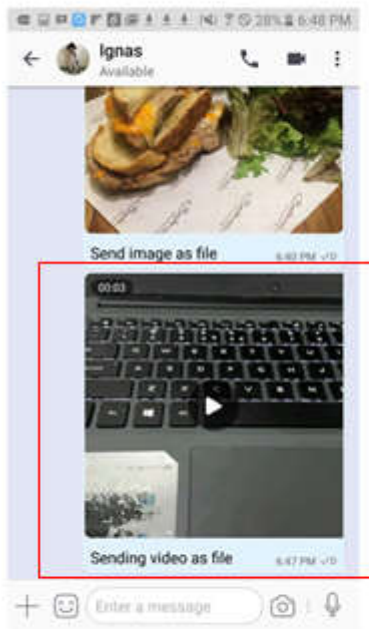 28% 6:48 PM
Ignas
Available
Send image as file
6:40 PM
00:03
Sending video as file
6:47 PM
Enter a message